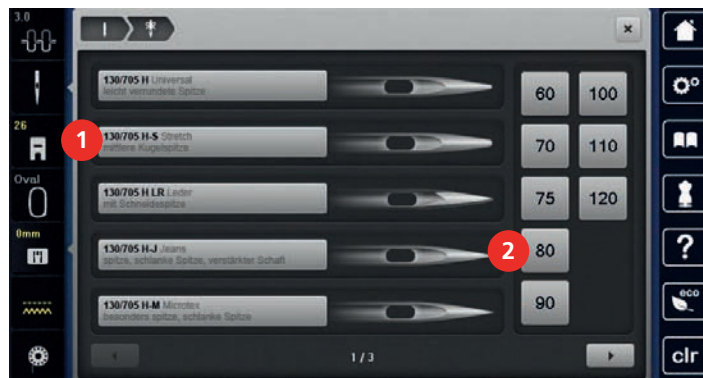 3.0
26
Oval
0mm
130/705 H Universal
leicht verrundete Spitze
1
130/705 H-S Stretch
mittlere Kugelspitze
130/705 H LR Leder
mit Schneidespitze
130/705 H-J Jeans
spitze, schlanke Spitze, verstärkter Schaft
130/705 H-M Microtex
besonders spitze, schlanke Spitze
60 100
70 110
75 120
2 80
90
1 / 3
?
eco
clr